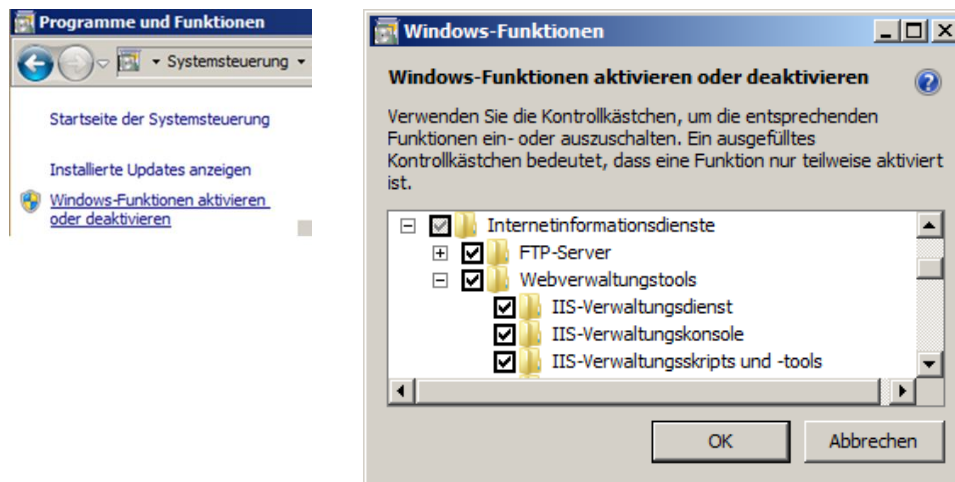 Programme und Funktionen
Systemsteuerung
Startseite der Systemsteuerung
Installierte Updates anzeigen
Windows-Funktionen aktivieren
oder deaktivieren
Windows-Funktionen
Windows-Funktionen aktivieren oder deaktivieren
Verwenden Sie die Kontrollkästchen, um die entsprechenden
Funktionen ein- oder auszuschalten. Ein ausgefülltes
Kontrollkästchen bedeutet, dass eine Funktion nur teilweise aktiviert
ist.
Internetinformationsdienste
FTP-Server
Webverwaltungstools
IIS-Verwaltungsdienst
IIS-Verwaltungskonsole
IIS-Verwaltungsskripts und -tools
OK
Abbrechen